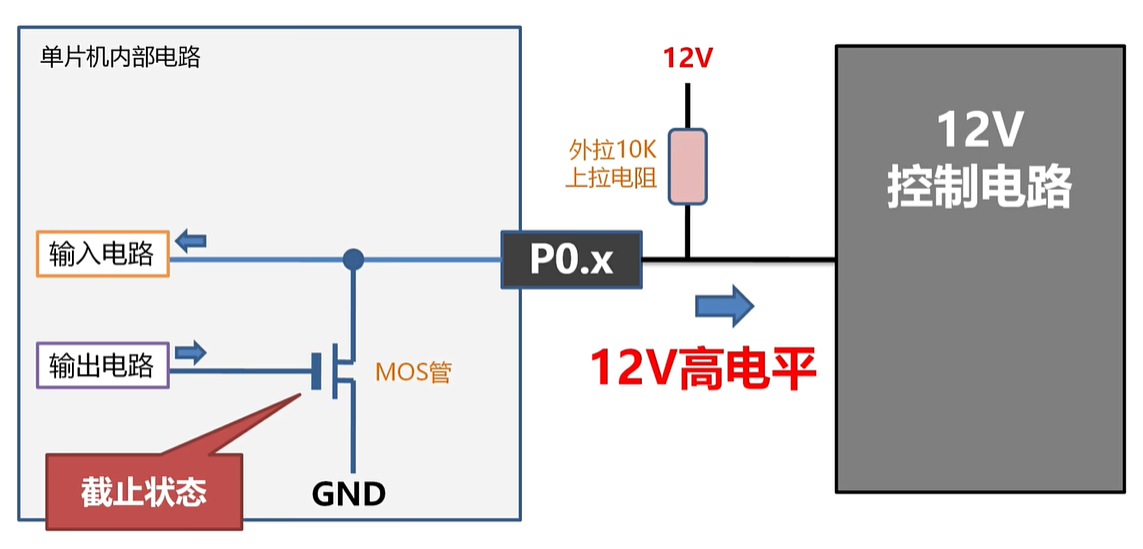 单片机内部电路
12V
外拉10K
上拉电阻
12V
控制电路
输入电路
P0.x
12V高电平
输出电路
MOS管
截止状态
GND